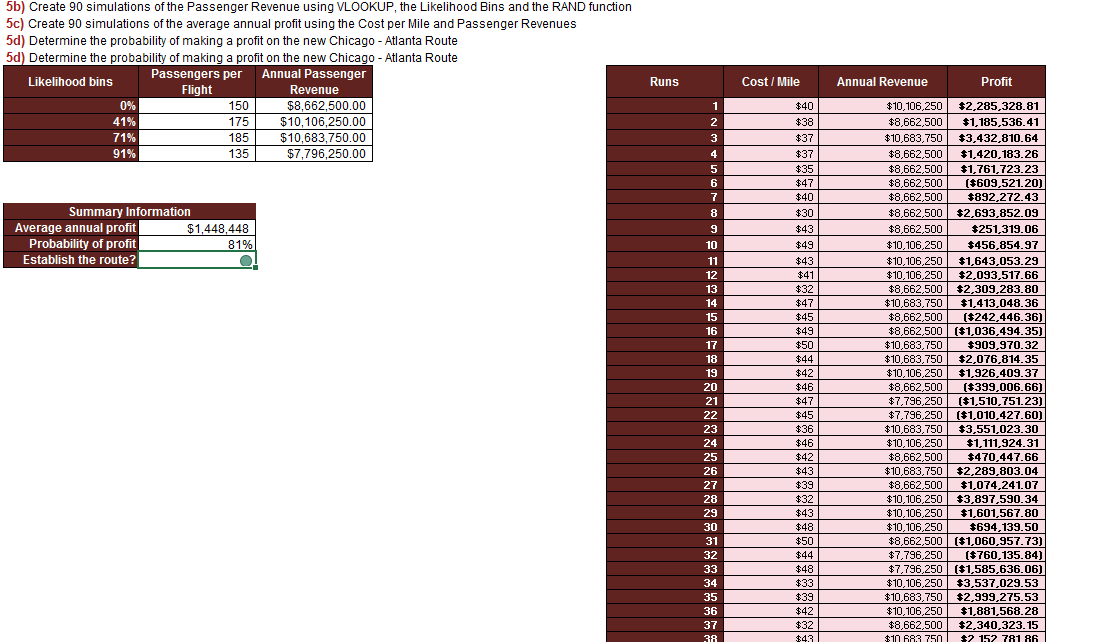 5b) Create 90 simulations of the Passenger Revenue using VLOOKUP, the Likelihood Bins and the RAND function
5c) Create 90 simulations of the average annual profit using the Cost per Mile and Passenger Revenues
5d) Determine the probability of making a profit on the new Chicago - Atlanta Route
5d) Determine the probability of making a profit on the new Chicago - Atlanta Route
Likelihood bins Passengers per Flight Annual Passenger Revenue
0% 150 $8,662,500.00
41% 175 $10,106,250.00
71% 185 $10,683,750.00
91% 135 $7,796,250.00
Summary Information
Average annual profit $1,448,448
Probability of profit 81%
Establish the route?
Runs Cost / Mile Annual Revenue Profit
1 $40 $10,106,250 $2,285,328.81
2 $38 $8,662,500 $1,185,536.41
3 $37 $10,683,750 $3,432,810.64
4 $37 $8,662,500 $1,420,183.26
5 $35 $8,662,500 $1,761,723.23
6 $47 $8,662,500 ($609,521.20)
7 $40 $8,662,500 $892,272.43
8 $30 $8,662,500 $2,693,852.09
9 $43 $8,662,500 $251,319.06
10 $49 $10,106,250 $456,854.97
11 $43 $10,106,250 $1,643,053.29
12 $41 $10,106,250 $2,093,517.66
13 $32 $8,662,500 $2,309,283.80
14 $47 $10,683,750 $1,413,048.36
15 $45 $8,662,500 ($242,446.36)
16 $49 $8,662,500 ($1,036,494.35)
17 $50 $10,683,750 $909,970.32
18 $44 $10,683,750 $2,076,814.35
19 $42 $10,106,250 $1,926,409.37
20 $46 $8,662,500 ($399,006.66)
21 $47 $7,796,250 ($1,510,751.23)
22 $45 $7,796,250 ($1,010,427.60)
23 $36 $10,683,750 $3,551,023.30
24 $46 $10,106,250 $1,111,924.31
25 $42 $8,662,500 $470,447.66
26 $43 $10,683,750 $2,289,803.04
27 $39 $8,662,500 $1,074,241.07
28 $32 $10,106,250 $3,897,590.34
29 $43 $10,106,250 $1,601,567.80
30 $48 $10,106,250 $694,139.50
31 $50 $8,662,500 ($1,060,957.73)
32 $44 $7,796,250 ($760,135.84)
33 $48 $7,796,250 ($1,585,636.06)
34 $33 $10,106,250 $3,537,029.53
35 $39 $10,683,750 $2,999,275.53
36 $42 $10,106,250 $1,881,568.28
37 $32 $8,662,500 $2,340,323.15
38 $43 $10,683,750 $2,152,781.86